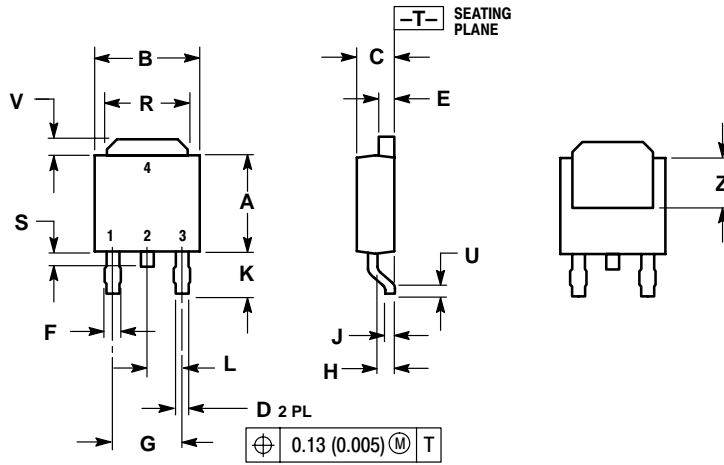 –T– SEATING
PLANE
B
C
V
R
E
4
A
Z
S
1 2 3
K
U
F
J
L
H
D 2 PL
G
⌖ 0.13 (0.005) Ⓜ T